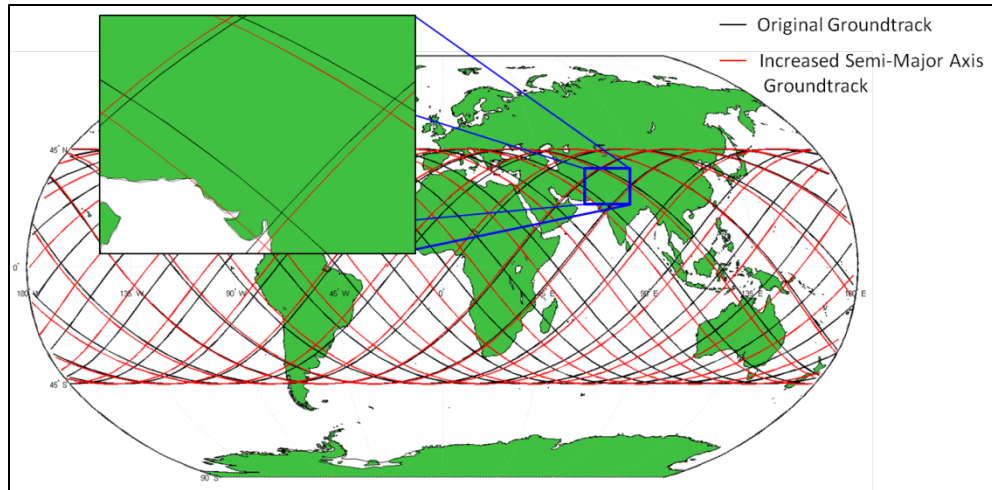 Original Groundtrack
Increased Semi-Major Axis
Groundtrack
45° N
0°
180° W
135° W
90° W
45° W
0
45° E
90° E
135° E
180° E
45° S
90° S